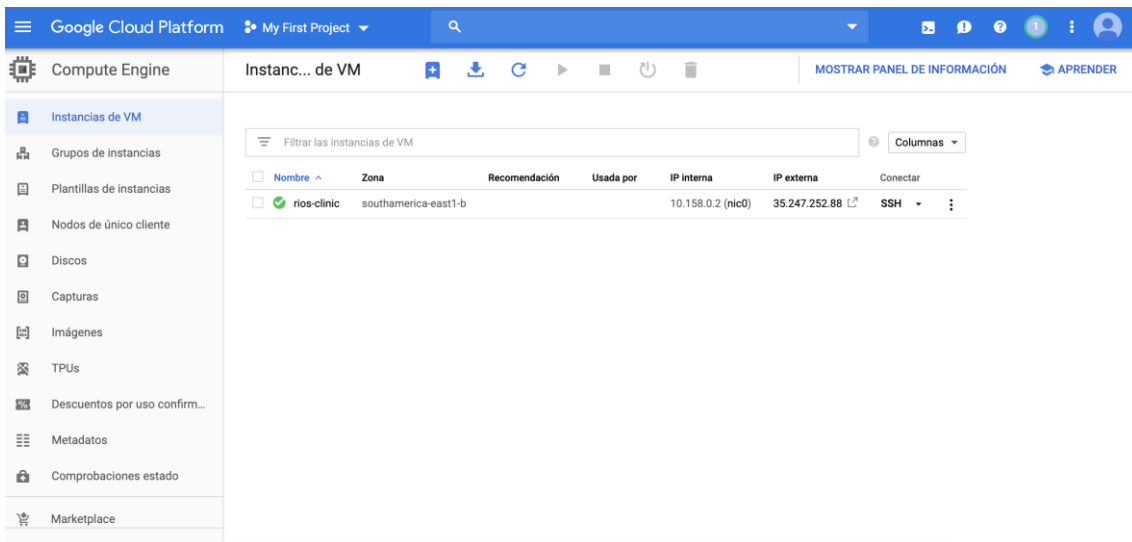 Google Cloud Platform My First Project 1
Compute Engine Instanc... de VM MOSTRAR PANEL DE INFORMACIÓN APRENDER
Instancias de VM
Grupos de instancias
Plantillas de instancias
Nodos de único cliente
Discos
Capturas
Imágenes
TPUs
Descuentos por uso confirm...
Metadatos
Comprobaciones estado
Marketplace
Filtrar las instancias de VM Columnas
Nombre Zona Recomendación Usada por IP interna IP externa Conectar
rios-clinic southamerica-east1-b 10.158.0.2 (nic0) 35.247.252.88 SSH